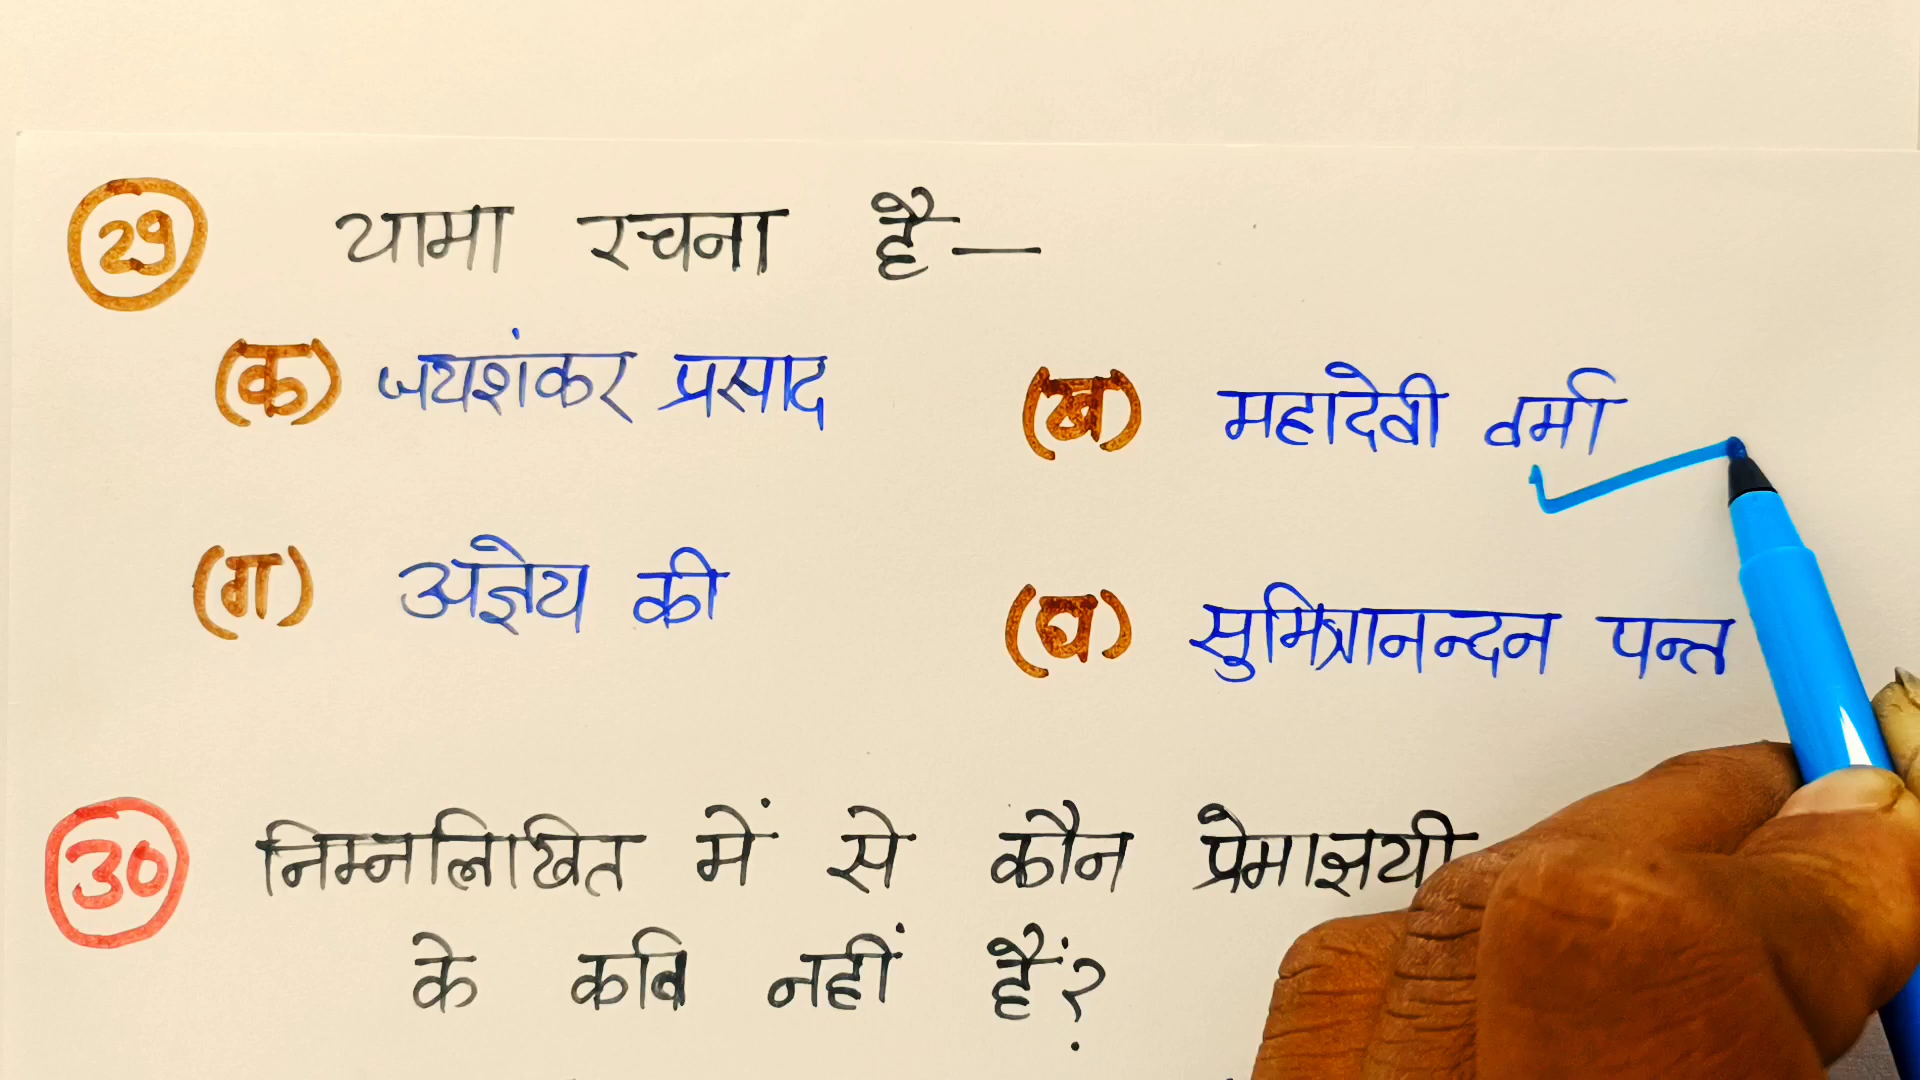 29 यामा रचना है—
(क) जयशंकर प्रसाद (ख) महादेवी वर्मा
(ग) अज्ञेय की (घ) सुमित्रानन्दन पन्त
30 निम्नलिखित में से कौन प्रेमाश्रयी
के कवि नहीं हैं?